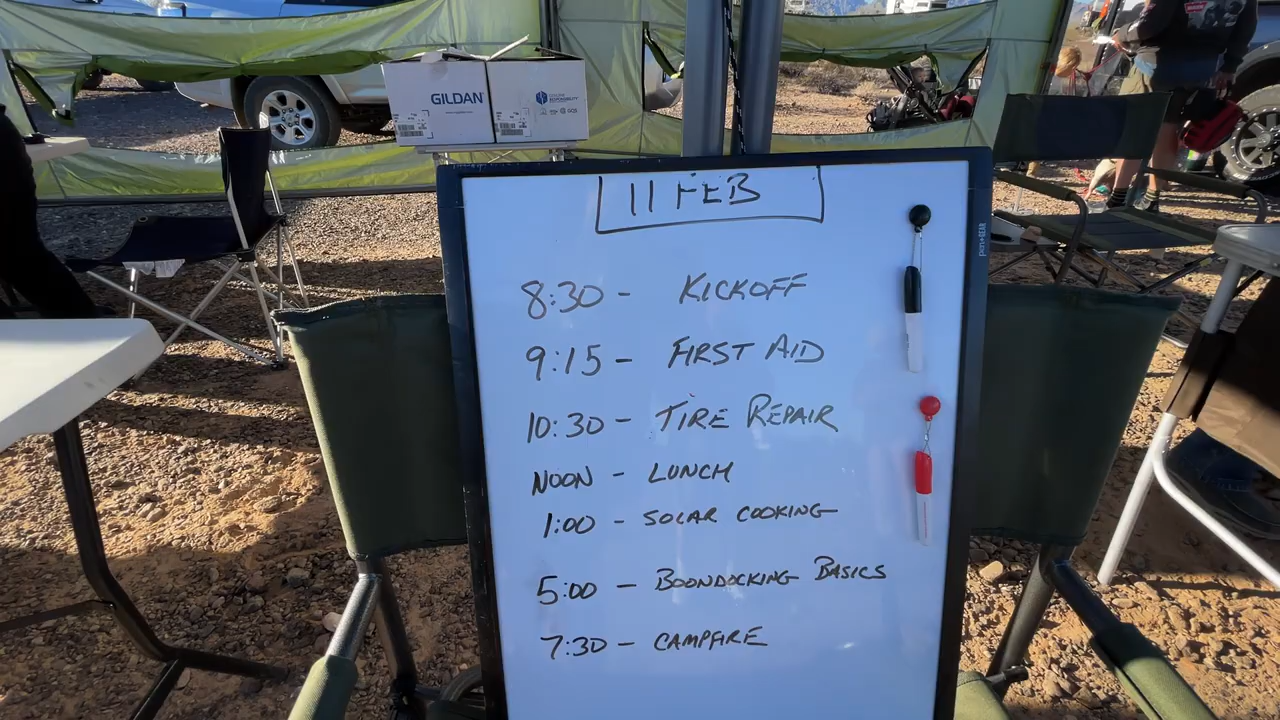 GILDAN
11 FEB
8:30 - KICKOFF
9:15 - FIRST AID
10:30 - TIRE REPAIR
NOON - LUNCH
1:00 - SOLAR COOKING
5:00 - BOONDOCKING BASICS
7:30 - CAMPFIRE